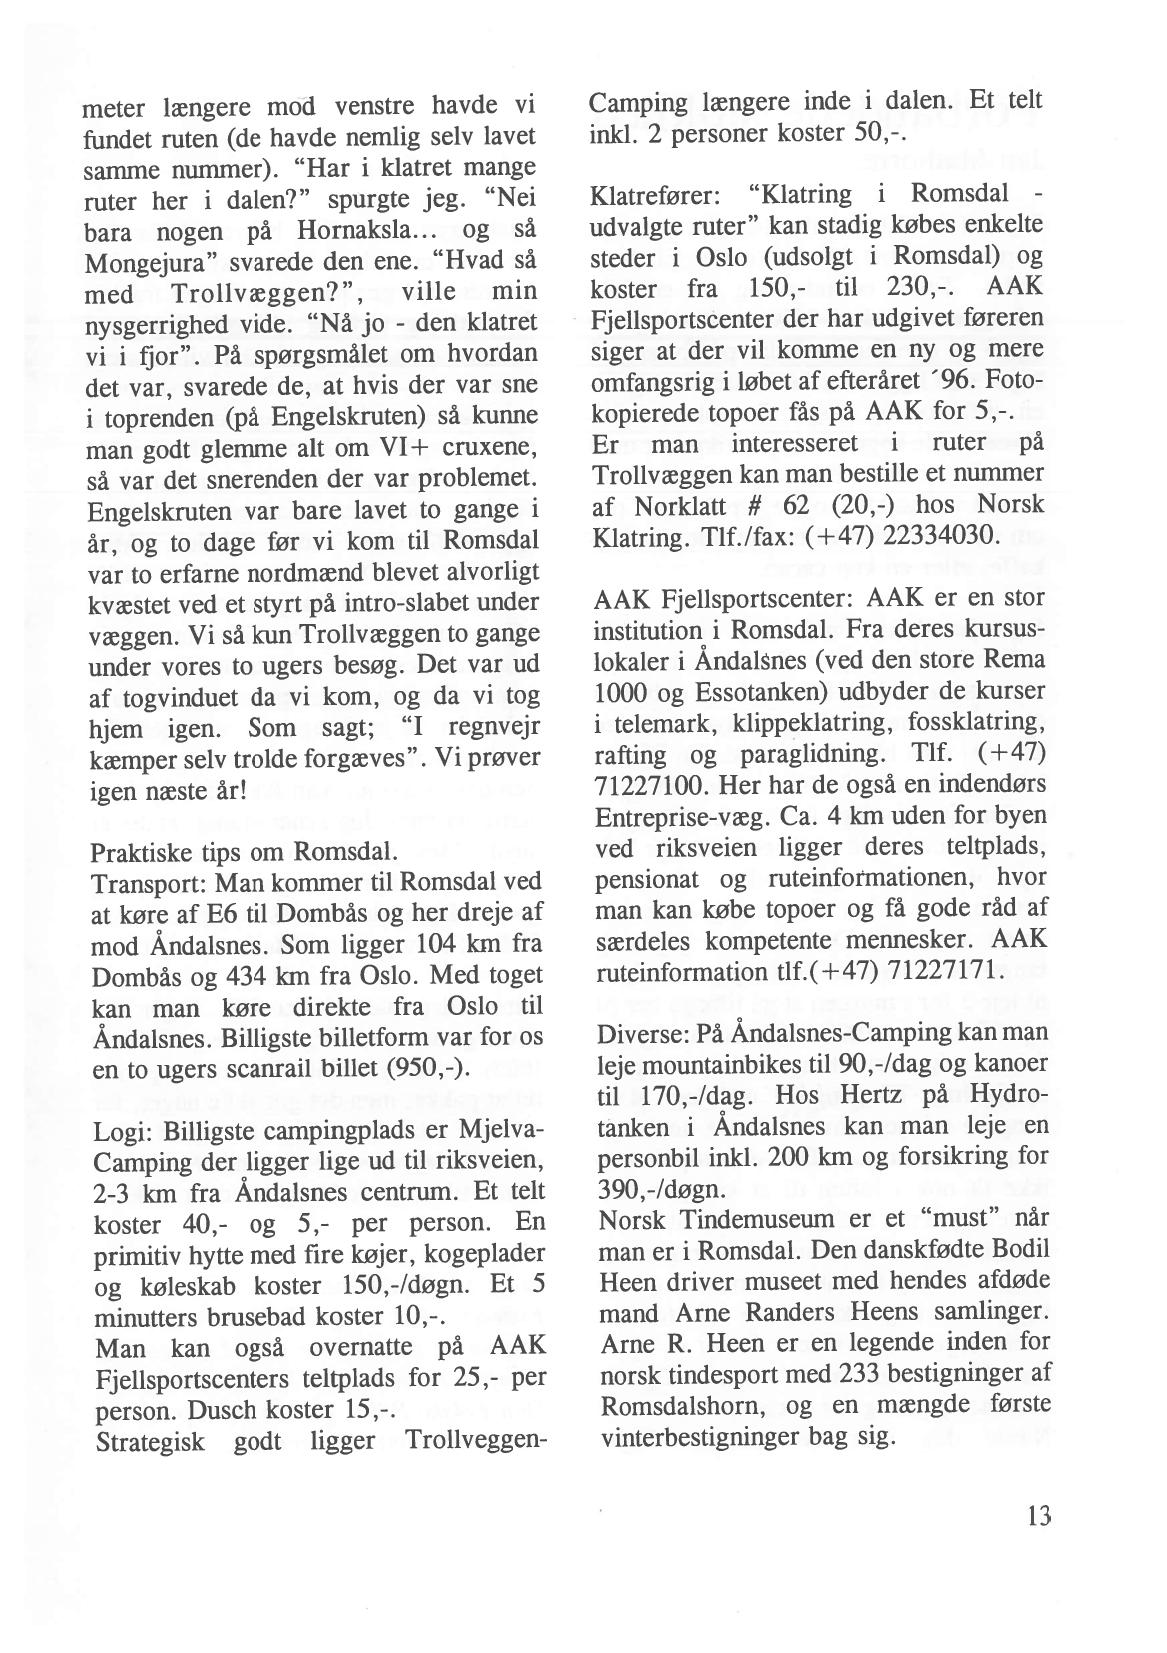 meter længere mod venstre havde vi
fundet ruten (de havde nemlig selv lavet
samme nummer). “Har i klatret mange
ruter her i dalen?” spurgte jeg. “Nei
bara nogen på Hornaksla... og så
Mongejura” svarede den ene. “Hvad så
med Trollvæggen?”, ville min
nysgerrighed vide. “Nå jo - den klatret
vi i fjor”. På spørgsmålet om hvordan
det var, svarede de, at hvis der var sne
i toprenden (på Engelskruten) så kunne
man godt glemme alt om VI+ cruxene,
så var det snerenden der var problemet.
Engelskruten var bare lavet to gange i
år, og to dage før vi kom til Romsdal
var to erfarne nordmænd blevet alvorligt
kvæstet ved et styrt på intro-slabet under
væggen. Vi så kun Trollvæggen to gange
under vores to ugers besøg. Det var ud
af togvinduet da vi kom, og da vi tog
hjem igen. Som sagt; “I regnvejr
kæmper selv trolde forgæves”. Vi prøver
igen næste år!

Praktiske tips om Romsdal.
Transport: Man kommer til Romsdal ved
at køre af E6 til Dombås og her dreje af
mod Åndalsnes. Som ligger 104 km fra
Dombås og 434 km fra Oslo. Med toget
kan man køre direkte fra Oslo til
Åndalsnes. Billigste billetform var for os
en to ugers scanrail billet (950,-).

Logi: Billigste campingplads er Mjelva-
Camping der ligger lige ud til riksveien,
2-3 km fra Åndalsnes centrum. Et telt
koster 40,- og 5,- per person. En
primitiv hytte med fire køjer, kogeplader
og køleskab koster 150,-/døgn. Et 5
minutters brusebad koster 10,-.
Man kan også overnatte på AAK
Fjellsportscenters teltplads for 25,- per
person. Dusch koster 15,-.
Strategisk godt ligger Trollveggen-
Camping længere inde i dalen. Et telt
inkl. 2 personer koster 50,-.

Klatrefører: “Klatring i Romsdal -
udvalgte ruter” kan stadig købes enkelte
steder i Oslo (udsolgt i Romsdal) og
koster fra 150,- til 230,-. AAK
Fjellsportscenter der har udgivet føreren
siger at der vil komme en ny og mere
omfangsrig i løbet af efteråret ´96. Foto-
kopierede topoer fås på AAK for 5,-.
Er man interesseret i ruter på
Trollvæggen kan man bestille et nummer
af Norklatt # 62 (20,-) hos Norsk
Klatring. Tlf./fax: (+47) 22334030.

AAK Fjellsportscenter: AAK er en stor
institution i Romsdal. Fra deres kursus-
lokaler i Åndalsnes (ved den store Rema
1000 og Essotanken) udbyder de kurser
i telemark, klippeklatring, fossklatring,
rafting og paraglidning. Tlf. (+47)
71227100. Her har de også en indendørs
Entreprise-væg. Ca. 4 km uden for byen
ved riksveien ligger deres teltplads,
pensionat og ruteinformationen, hvor
man kan købe topoer og få gode råd af
særdeles kompetente mennesker. AAK
ruteinformation tlf.(+47) 71227171.

Diverse: På Åndalsnes-Camping kan man
leje mountainbikes til 90,-/dag og kanoer
til 170,-/dag. Hos Hertz på Hydro-
tanken i Åndalsnes kan man leje en
personbil inkl. 200 km og forsikring for
390,-/døgn.
Norsk Tindemuseum er et “must” når
man er i Romsdal. Den danskfødte Bodil
Heen driver museet med hendes afdøde
mand Arne Randers Heens samlinger.
Arne R. Heen er en legende inden for
norsk tindesport med 233 bestigninger af
Romsdalshorn, og en mængde første
vinterbestigninger bag sig.

13